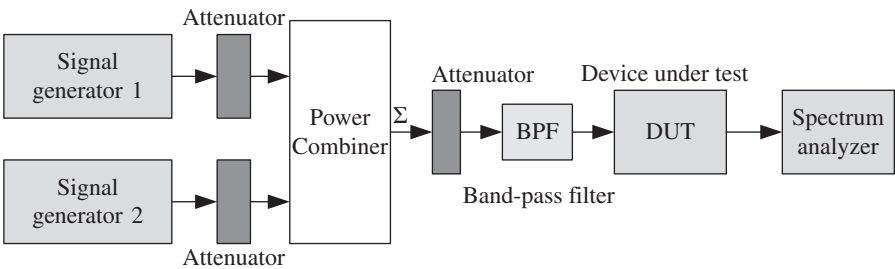 Attenuator
Signal
generator 1
Power
Combiner
Σ
Attenuator
Device under test
BPF
DUT
Spectrum
analyzer
Band-pass filter
Signal
generator 2
Attenuator